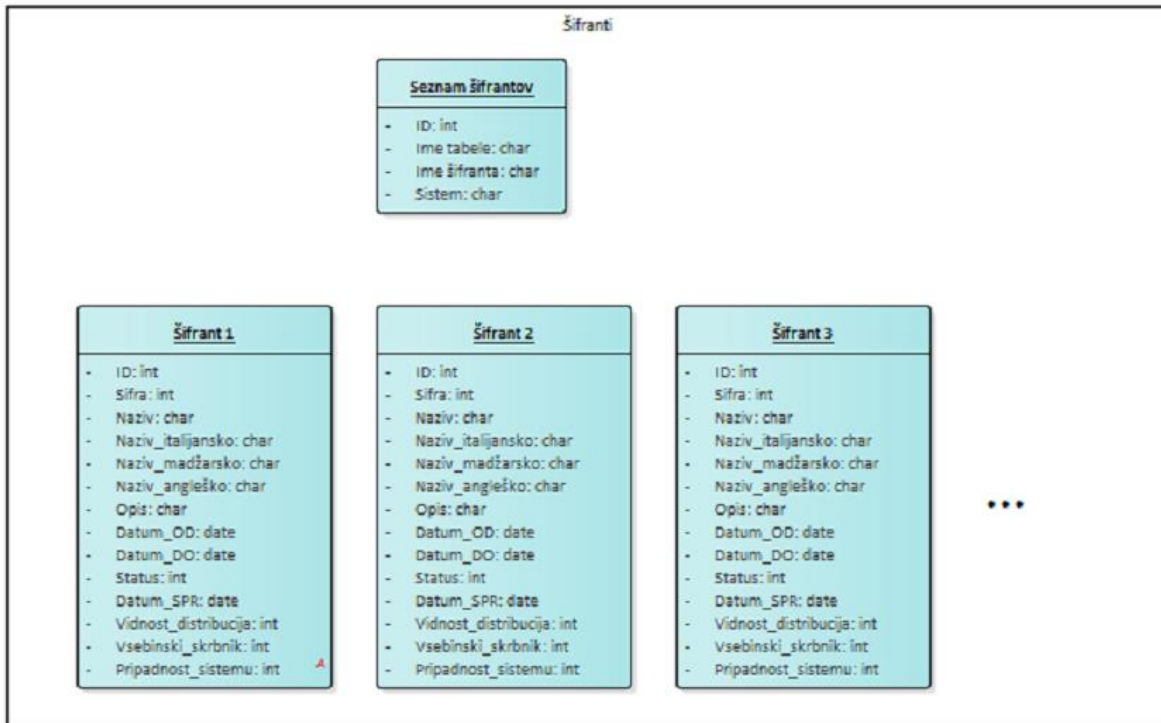 Šifranti
Seznam šifrantov
- ID: int
- Ime tabele: char
- Ime šifranta: char
- Sistem: char
Šifrant 1
- ID: int
- Sifra: int
- Naziv: char
- Naziv_italijansko: char
- Naziv_madžarsko: char
- Naziv_angleško: char
- Opis: char
- Datum_OD: date
- Datum_DO: date
- Status: int
- Datum_SPR: date
- Vidnost_distribucija: int
- Vsebinski_skrbnik: int
- Pripadnost_sistemu: int
A
Šifrant 2
- ID: int
- Sifra: int
- Naziv: char
- Naziv_italijansko: char
- Naziv_madžarsko: char
- Naziv_angleško: char
- Opis: char
- Datum_OD: date
- Datum_DO: date
- Status: int
- Datum_SPR: date
- Vidnost_distribucija: int
- Vsebinski_skrbnik: int
- Pripadnost_sistemu: int
Šifrant 3
- ID: int
- Sifra: int
- Naziv: char
- Naziv_italijansko: char
- Naziv_madžarsko: char
- Naziv_angleško: char
- Opis: char
- Datum_OD: date
- Datum_DO: date
- Status: int
- Datum_SPR: date
- Vidnost_distribucija: int
- Vsebinski_skrbnik: int
- Pripadnost_sistemu: int
...